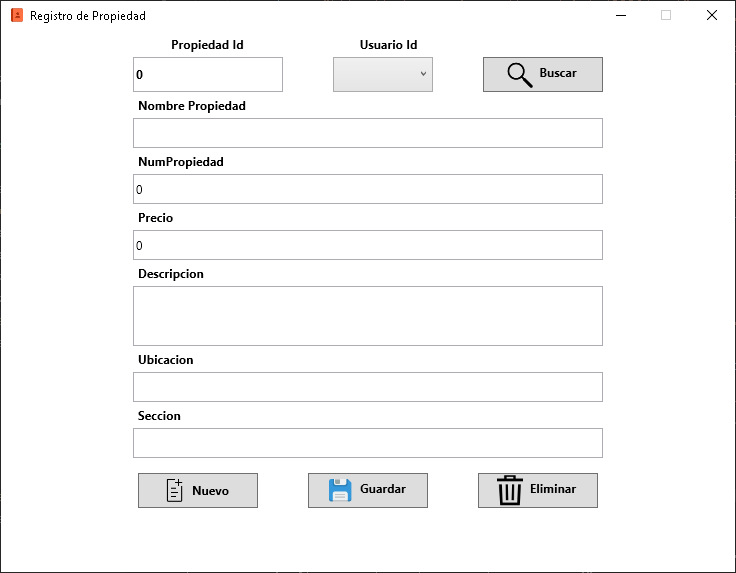 Registro de Propiedad
Propiedad Id
Usuario Id
0
Buscar
Nombre Propiedad
NumPropiedad
0
Precio
0
Descripcion
Ubicacion
Seccion
Nuevo
Guardar
Eliminar